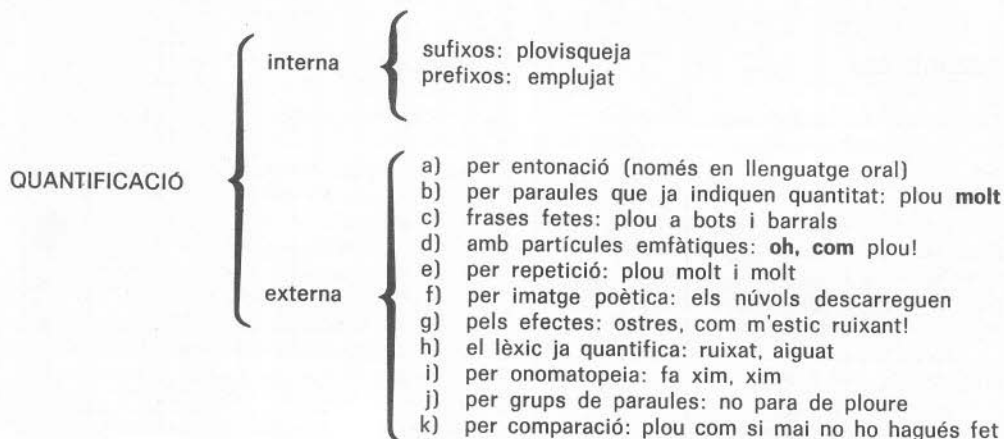 QUANTIFICACIÓ
interna
sufixos: plovisqueja
prefixos: emplujat
externa
a) per entonació (només en llenguatge oral)
b) per paraules que ja indiquen quantitat: plou molt
c) frases fetes: plou a bots i barrals
d) amb partícules emfàtiques: oh, com plou!
e) per repetició: plou molt i molt
f) per imatge poètica: els núvols descarreguen
g) pels efectes: ostres, com m'estic ruixant!
h) el lèxic ja quantifica: ruixat, aiguat
i) per onomatopeia: fa xim, xim
j) per grups de paraules: no para de ploure
k) per comparació: plou com si mai no ho hagués fet